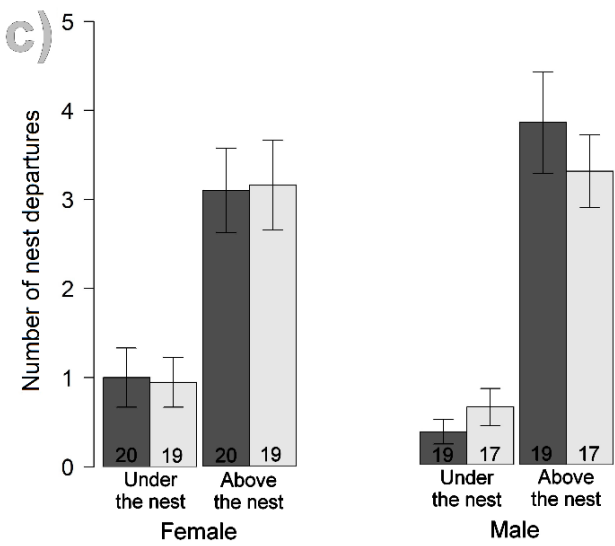 c)
Number of nest departures
5
4
3
2
1
0
20 19 20 19 19 17 19 17
Under the nest
Above the nest
Under the nest
Above the nest
Female
Male